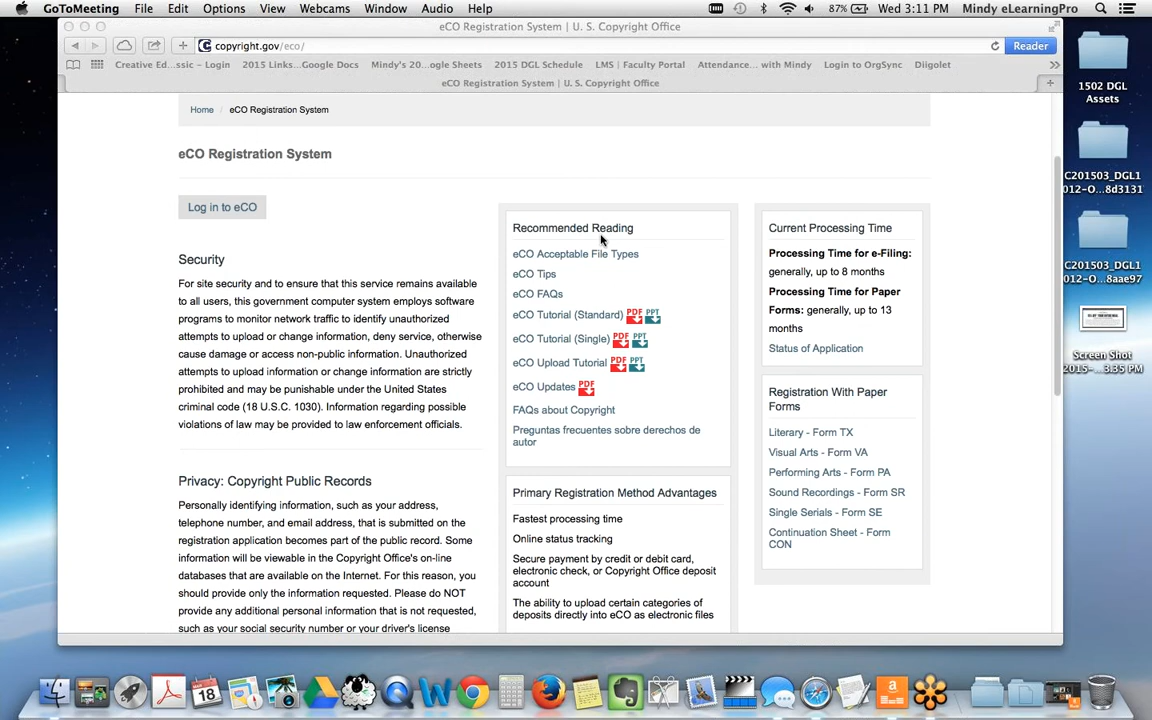 GoToMeeting File Edit Options View Webcams Window Audio Help 87% Wed 3:11 PM Mindy eLearningPro
eCO Registration System | U. S. Copyright Office
copyright.gov/eco/
Reader
Creative Ed...ssic – Login 2015 Links...Google Docs Mindy's 20...ogle Sheets 2015 DGL Schedule LMS | Faculty Portal Attendance... with Mindy Login to OrgSync Diigolet
eCO Registration System | U. S. Copyright Office
Home / eCO Registration System
eCO Registration System
Log in to eCO
Security
For site security and to ensure that this service remains available
to all users, this government computer system employs software
programs to monitor network traffic to identify unauthorized
attempts to upload or change information, deny service, otherwise
cause damage or access non-public information. Unauthorized
attempts to upload information or change information are strictly
prohibited and may be punishable under the United States
criminal code (18 U.S.C. 1030). Information regarding possible
violations of law may be provided to law enforcement officials.
Privacy: Copyright Public Records
Personally identifying information, such as your address,
telephone number, and email address, that is submitted on the
registration application becomes part of the public record. Some
information will be viewable in the Copyright Office's on-line
databases that are available on the Internet. For this reason, you
should provide only the information requested. Please do NOT
provide any additional personal information that is not requested,
such as your social security number or your driver's license
Recommended Reading
eCO Acceptable File Types
eCO Tips
eCO FAQs
eCO Tutorial (Standard) PDF PPT
eCO Tutorial (Single) PDF PPT
eCO Upload Tutorial PDF PPT
eCO Updates PDF
FAQs about Copyright
Preguntas frecuentes sobre derechos de
autor
Primary Registration Method Advantages
Fastest processing time
Online status tracking
Secure payment by credit or debit card,
electronic check, or Copyright Office deposit
account
The ability to upload certain categories of
deposits directly into eCO as electronic files
Current Processing Time
Processing Time for e-Filing:
generally, up to 8 months
Processing Time for Paper
Forms: generally, up to 13
months
Status of Application
Registration With Paper
Forms
Literary - Form TX
Visual Arts - Form VA
Performing Arts - Form PA
Sound Recordings - Form SR
Single Serials - Form SE
Continuation Sheet - Form
CON
1502 DGL
Assets
C201503_DGL1
012-O...8d3131
C201503_DGL1
012-O...8aae97
Screen Shot
2015-...3.35 PM
18